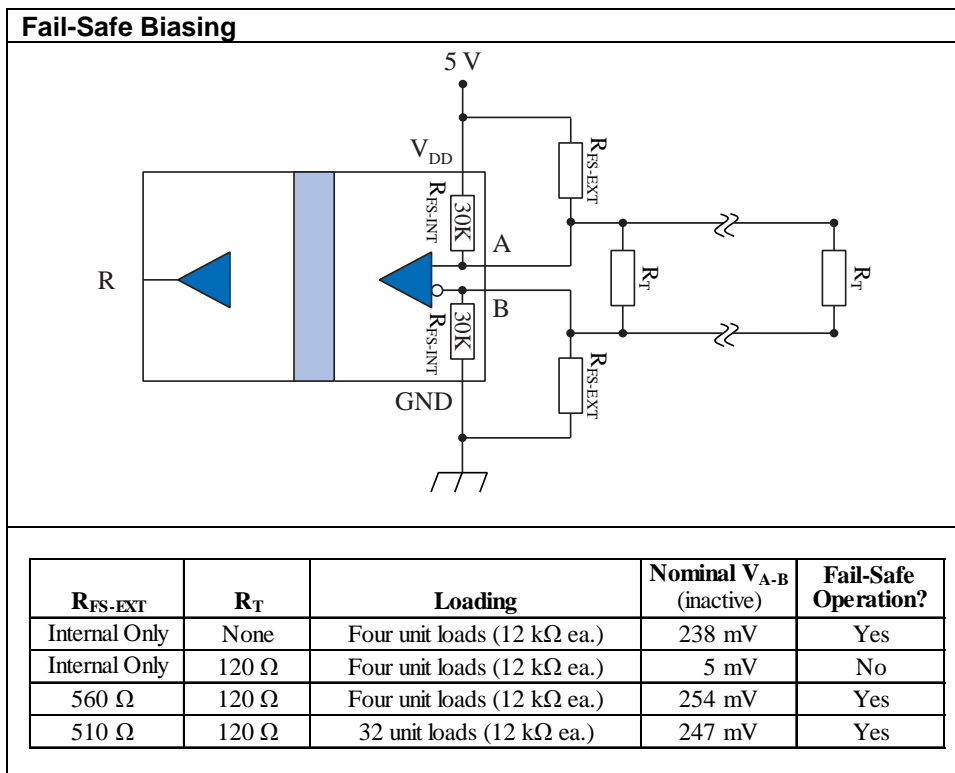 Fail-Safe Biasing
5 V
V_DD
R_FS-INT
30K
R_FS-EXT
A
R
R_T
R_T
B
R_FS-INT
30K
R_FS-EXT
GND
R_FS-EXT R_T Loading Nominal V_A-B (inactive) Fail-Safe Operation?
Internal Only None Four unit loads (12 kΩ ea.) 238 mV Yes
Internal Only 120 Ω Four unit loads (12 kΩ ea.) 5 mV No
560 Ω 120 Ω Four unit loads (12 kΩ ea.) 254 mV Yes
510 Ω 120 Ω 32 unit loads (12 kΩ ea.) 247 mV Yes